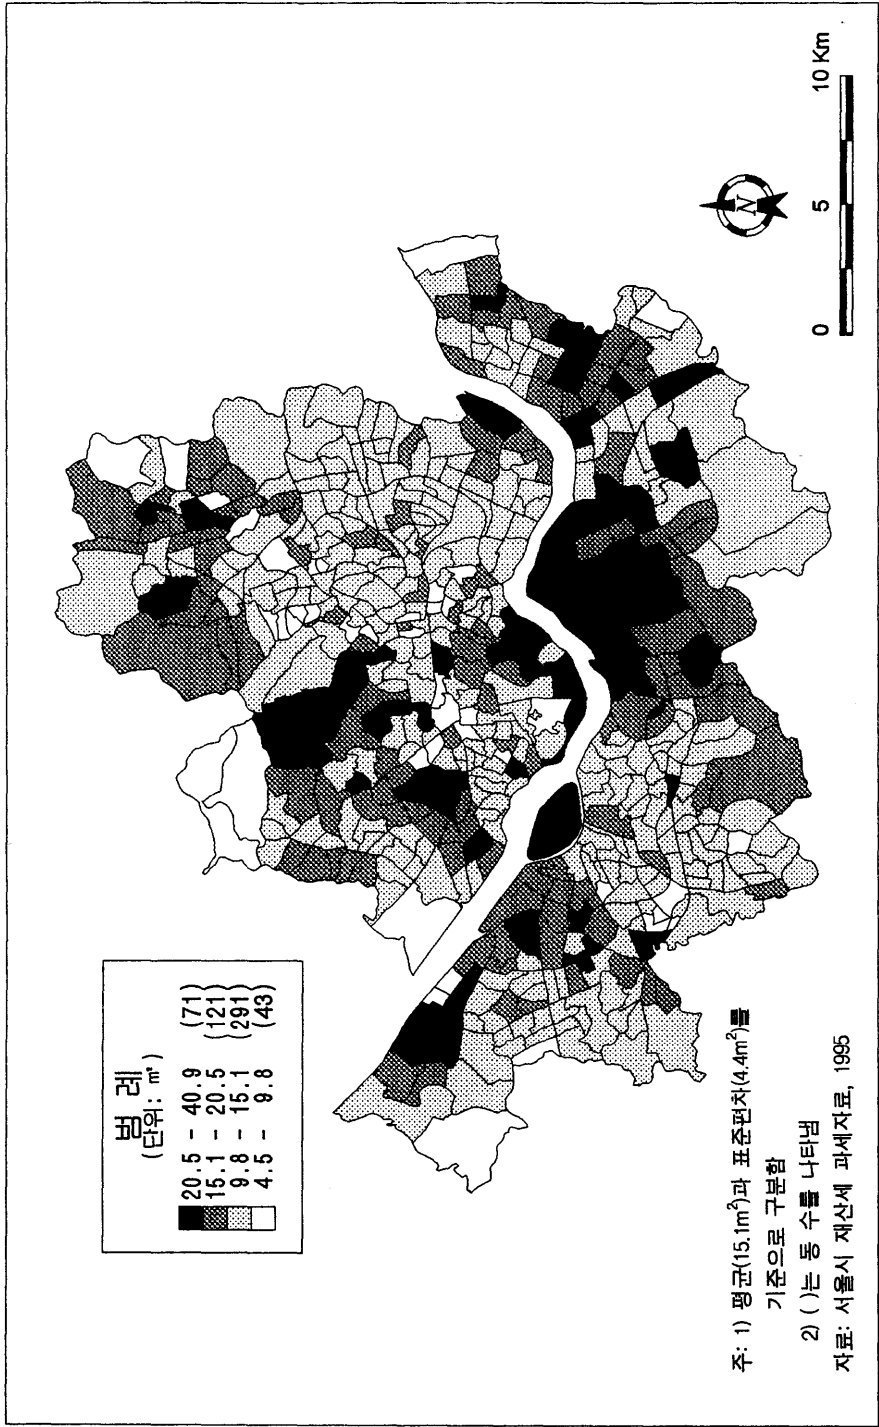 범 례
(단위: ㎡)
20.5 - 40.9 (71)
15.1 - 20.5 (121)
9.8 - 15.1 (291)
4.5 - 9.8 (43)
N
0 5 10 Km
주: 1) 평균(15.1m²)과 표준편차(4.4m²)를
기준으로 구분함
2) ( )는 동 수를 나타냄
자료: 서울시 재산세 과세자료, 1995